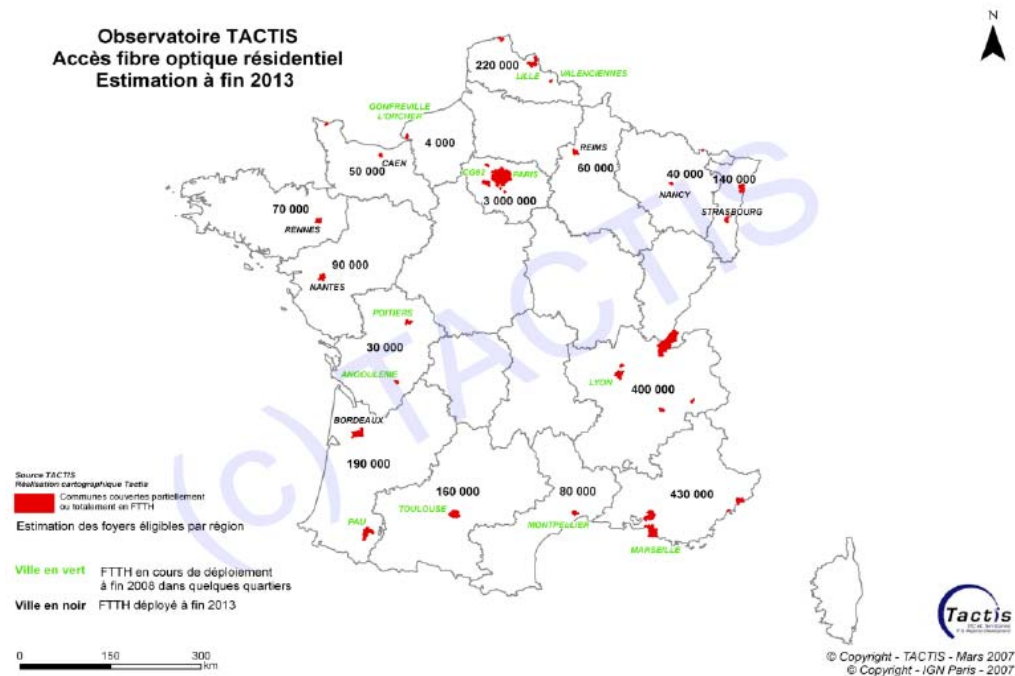 Observatoire TACTIS
Accès fibre optique résidentiel
Estimation à fin 2013
N
220 000
LILLE
VALENCIENNES
GONFREVILLE
L'ORCHER
4 000
CAEN
50 000
REIMS
60 000
CG92
PARIS
3 000 000
40 000
NANCY
140 000
STRASBOURG
70 000
RENNES
90 000
NANTES
POITIERS
30 000
ANGOULEME
LYON
400 000
BORDEAUX
190 000
160 000
TOULOUSE
80 000
MONTPELLIER
430 000
MARSEILLE
PAU
(c) TACTIS
Source TACTIS
Réalisation cartographique Tactis
Communes couvertes partiellement
ou totalement en FTTH
Estimation des foyers éligibles par région
Ville en vert FTTH en cours de déploiement
à fin 2008 dans quelques quartiers
Ville en noir FTTH déployé à fin 2013
0 150 300
km
Tactis
© Copyright - TACTIS - Mars 2007
© Copyright - IGN Paris - 2007